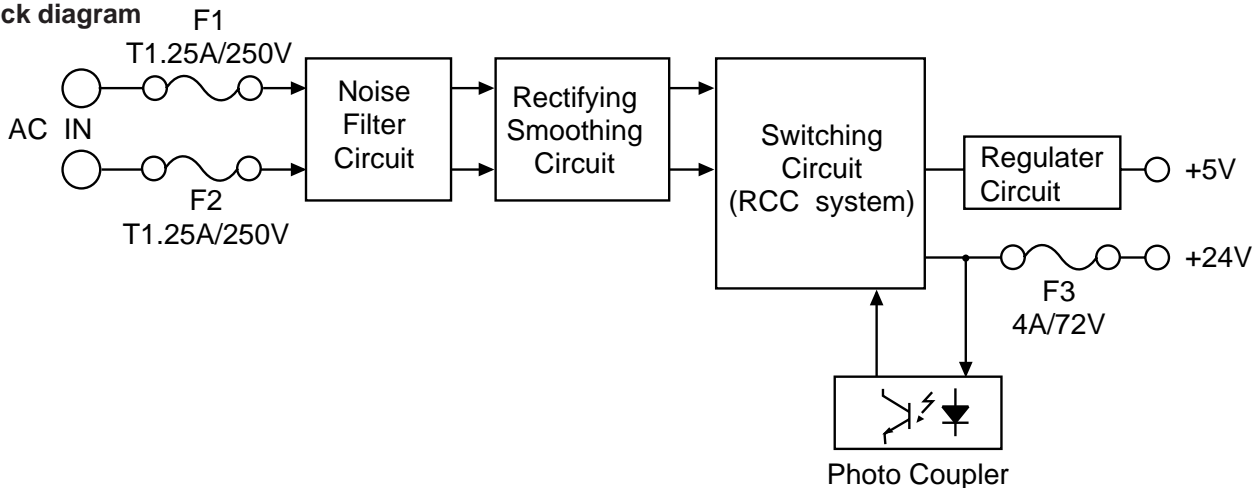 ck diagram
F1
T1.25A/250V
AC IN
F2
T1.25A/250V
Noise
Filter
Circuit
Rectifying
Smoothing
Circuit
Switching
Circuit
(RCC system)
Regulater
Circuit
+5V
+24V
F3
4A/72V
Photo Coupler